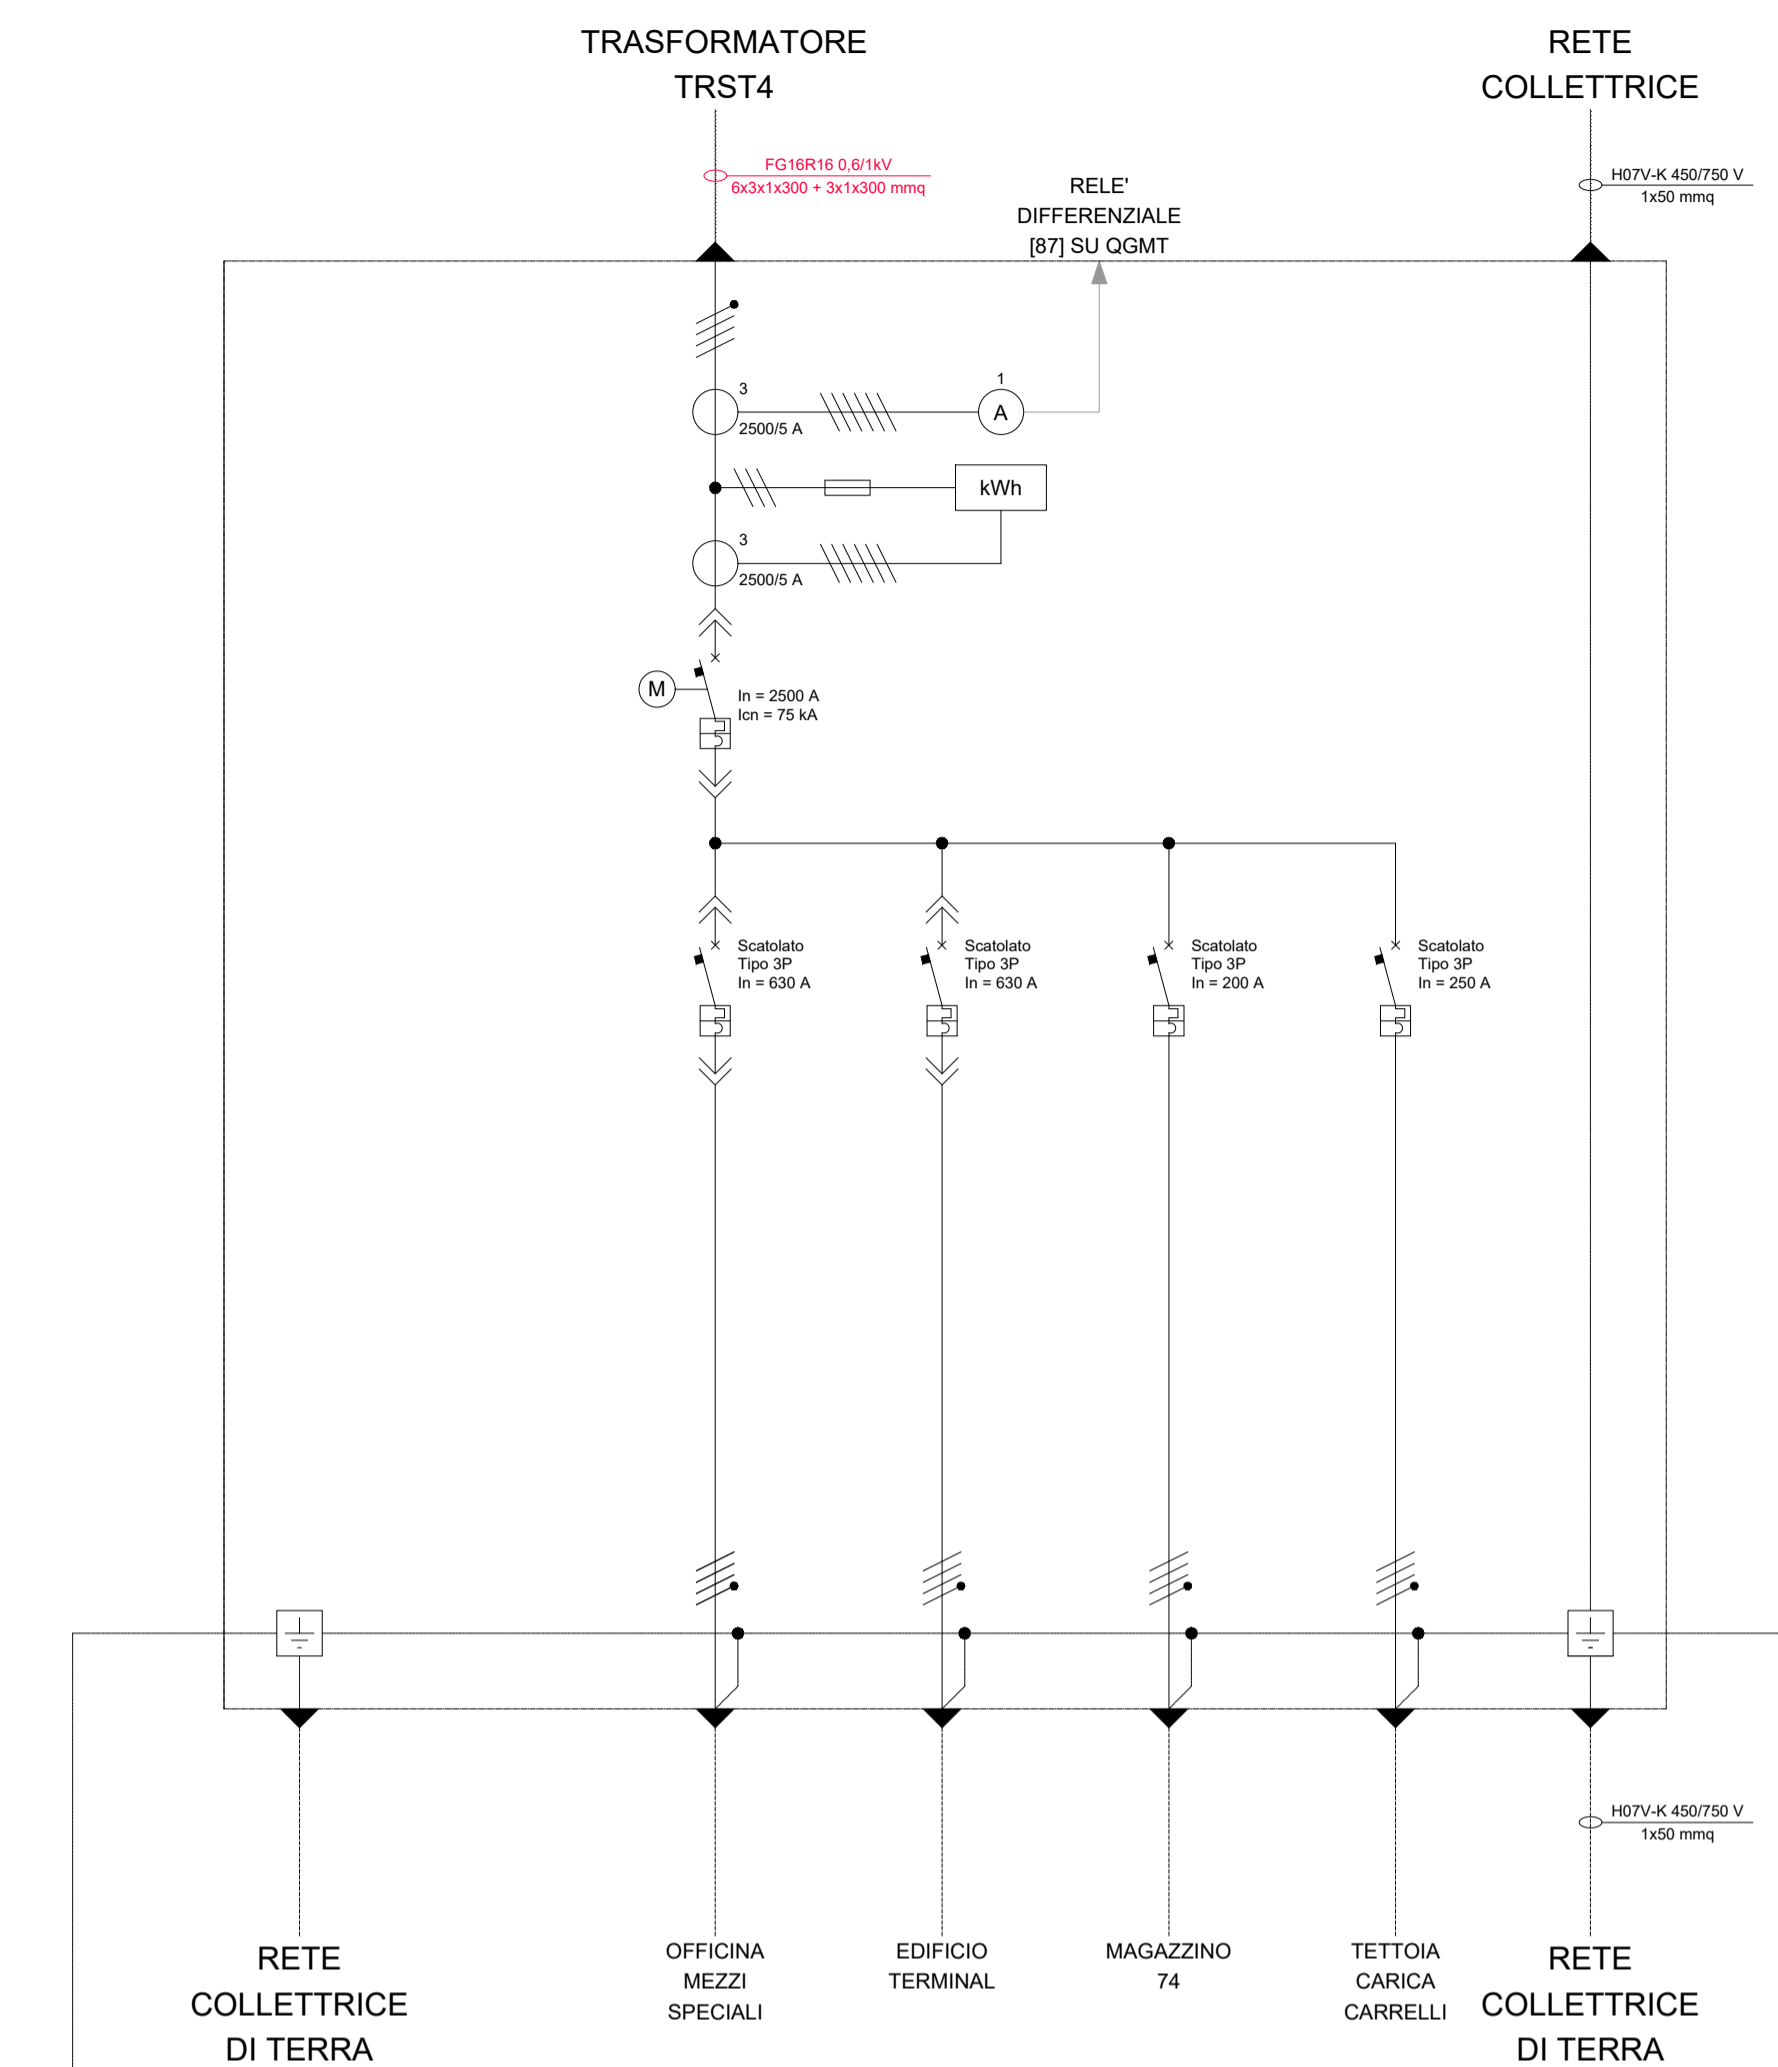 TRASFORMATORE
TRST4
RETE
COLLETTRICE
FG16R16 0,6/1kV
6x3x1x300 + 3x1x300 mmq
H07V-K 450/750 V
1x50 mmq
RELE'
DIFFERENZIALE
[87] SU QGMT
3
2500/5 A
1
A
kWh
3
2500/5 A
M
In = 2500 A
Icn = 75 kA
Scatolato
Tipo 3P
In = 630 A
Scatolato
Tipo 3P
In = 630 A
Scatolato
Tipo 3P
In = 200 A
Scatolato
Tipo 3P
In = 250 A
H07V-K 450/750 V
1x50 mmq
RETE
COLLETTRICE
DI TERRA
OFFICINA
MEZZI
SPECIALI
EDIFICIO
TERMINAL
MAGAZZINO
74
TETTOIA
CARICA
CARRELLI
RETE
COLLETTRICE
DI TERRA